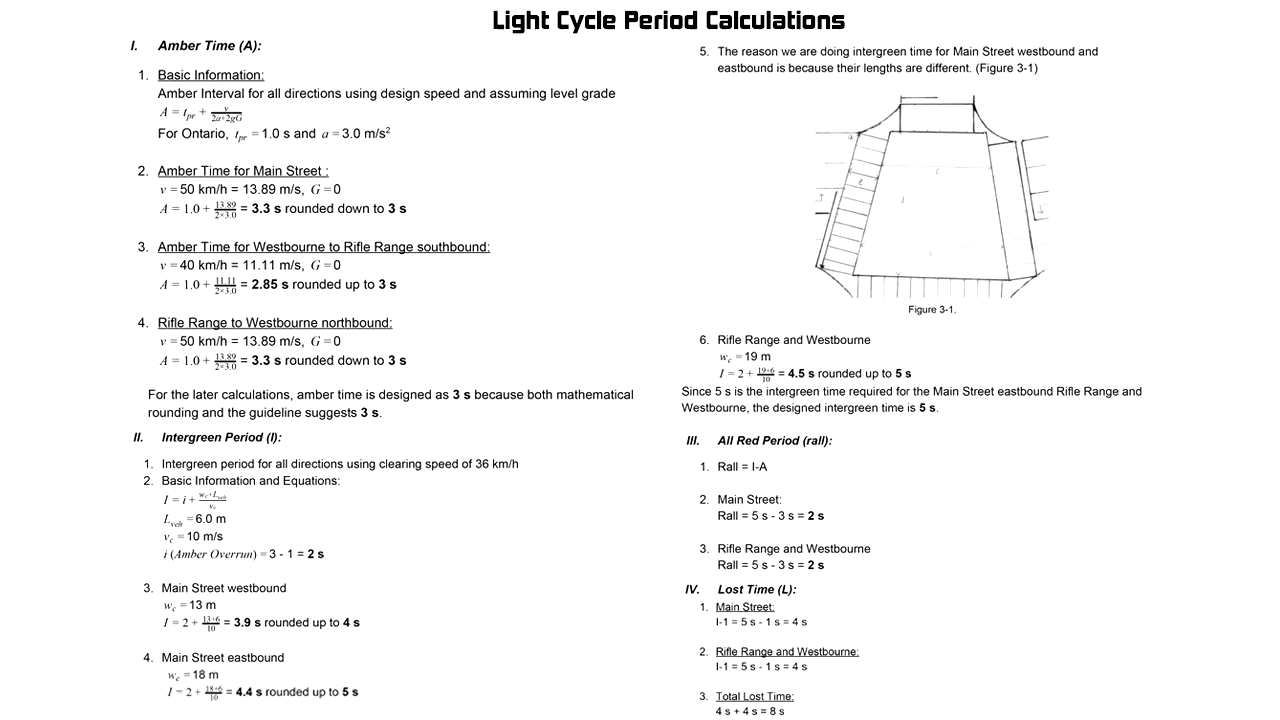 Light Cycle Period Calculations
I. Amber Time (A):
1. Basic Information:
Amber Interval for all directions using design speed and assuming level grade
A = t_pr + v/(2a+2gG)
For Ontario, t_pr = 1.0 s and a = 3.0 m/s²
2. Amber Time for Main Street :
v = 50 km/h = 13.89 m/s, G = 0
A = 1.0 + 13.89/(2×3.0) = 3.3 s rounded down to 3 s
3. Amber Time for Westbourne to Rifle Range southbound:
v = 40 km/h = 11.11 m/s, G = 0
A = 1.0 + 11.11/(2×3.0) = 2.85 s rounded up to 3 s
4. Rifle Range to Westbourne northbound:
v = 50 km/h = 13.89 m/s, G = 0
A = 1.0 + 13.89/(2×3.0) = 3.3 s rounded down to 3 s
For the later calculations, amber time is designed as 3 s because both mathematical
rounding and the guideline suggests 3 s.
II. Intergreen Period (I):
1. Intergreen period for all directions using clearing speed of 36 km/h
2. Basic Information and Equations:
I = i + (w_c+L_veh)/v_c
L_veh = 6.0 m
v_c = 10 m/s
i (Amber Overrun) = 3 - 1 = 2 s
3. Main Street westbound
w_c = 13 m
I = 2 + (13+6)/10 = 3.9 s rounded up to 4 s
4. Main Street eastbound
w_c = 18 m
I = 2 + (18+6)/10 = 4.4 s rounded up to 5 s
5. The reason we are doing intergreen time for Main Street westbound and
eastbound is because their lengths are different. (Figure 3-1)
Figure 3-1.
6. Rifle Range and Westbourne
w_c = 19 m
I = 2 + (19+6)/10 = 4.5 s rounded up to 5 s
Since 5 s is the intergreen time required for the Main Street eastbound Rifle Range and
Westbourne, the designed intergreen time is 5 s.
III. All Red Period (rall):
1. Rall = I-A
2. Main Street:
Rall = 5 s - 3 s = 2 s
3. Rifle Range and Westbourne
Rall = 5 s - 3 s = 2 s
IV. Lost Time (L):
1. Main Street:
I-1 = 5 s - 1 s = 4 s
2. Rifle Range and Westbourne:
I-1 = 5 s - 1 s = 4 s
3. Total Lost Time:
4 s + 4 s = 8 s